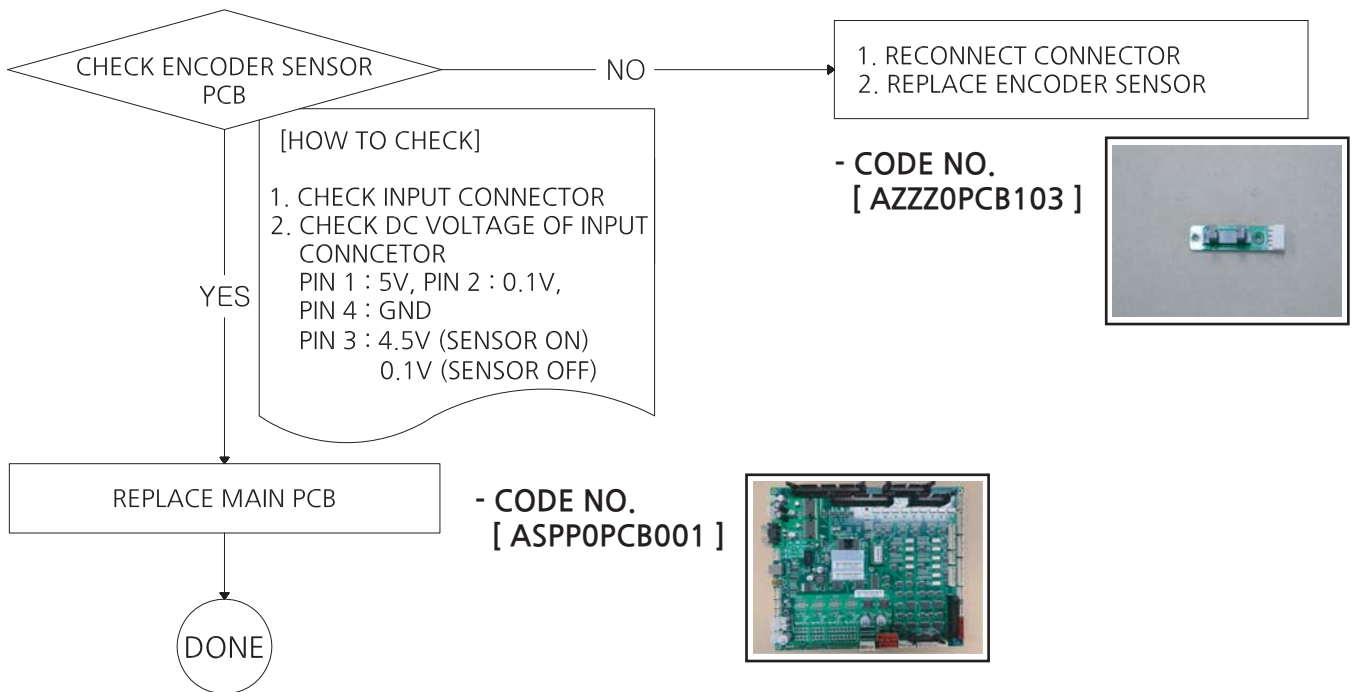 CHECK ENCODER SENSOR
PCB
NO
1. RECONNECT CONNECTOR
2. REPLACE ENCODER SENSOR
[HOW TO CHECK]
1. CHECK INPUT CONNECTOR
2. CHECK DC VOLTAGE OF INPUT
CONNCETOR
PIN 1 : 5V, PIN 2 : 0.1V,
PIN 4 : GND
PIN 3 : 4.5V (SENSOR ON)
0.1V (SENSOR OFF)
- CODE NO.
[ AZZZ0PCB103 ]
YES
REPLACE MAIN PCB
- CODE NO.
[ ASPP0PCB001 ]
DONE